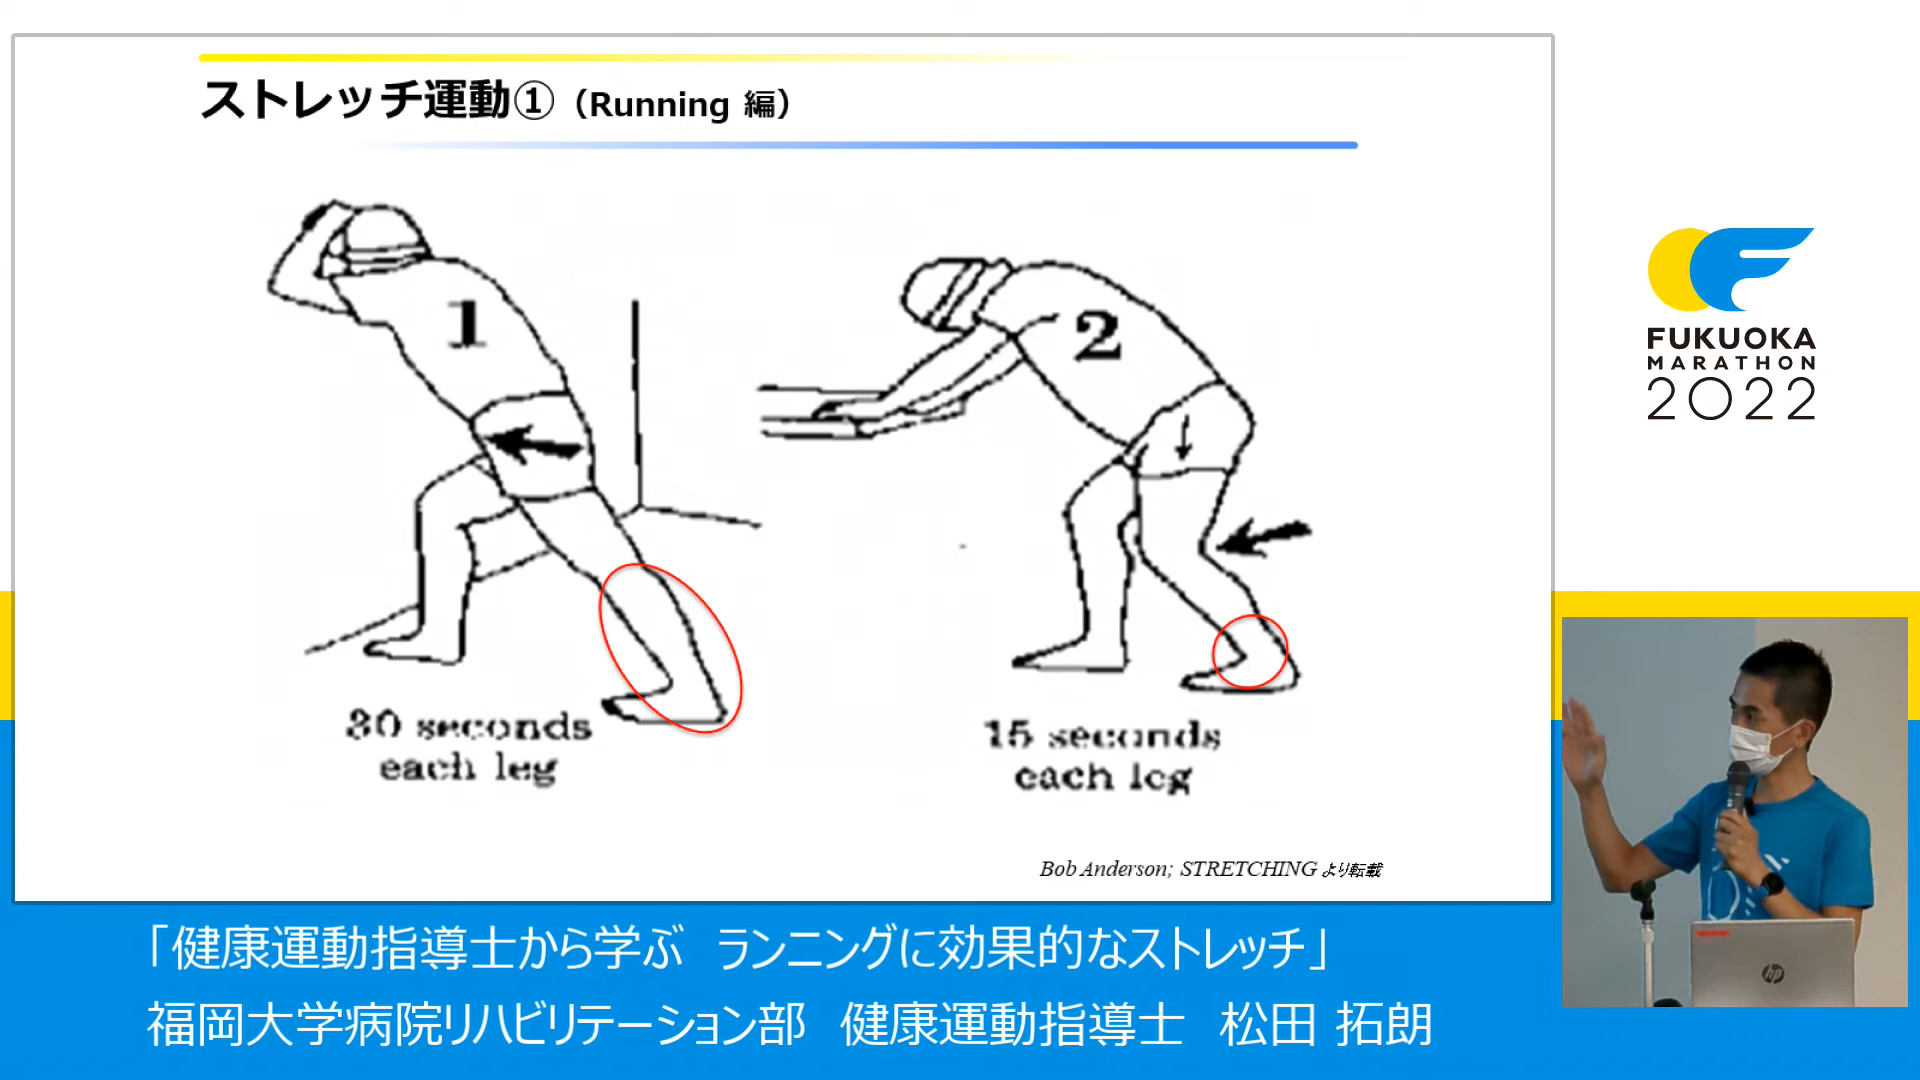 ストレッチ運動①（Running 編）
1
2
30 seconds
each leg
15 seconds
each leg
Bob Anderson; STRETCHING より転載
FUKUOKA
MARATHON
2022
hp
「健康運動指導士から学ぶ　ランニングに効果的なストレッチ」
福岡大学病院リハビリテーション部　健康運動指導士　松田 拓朗